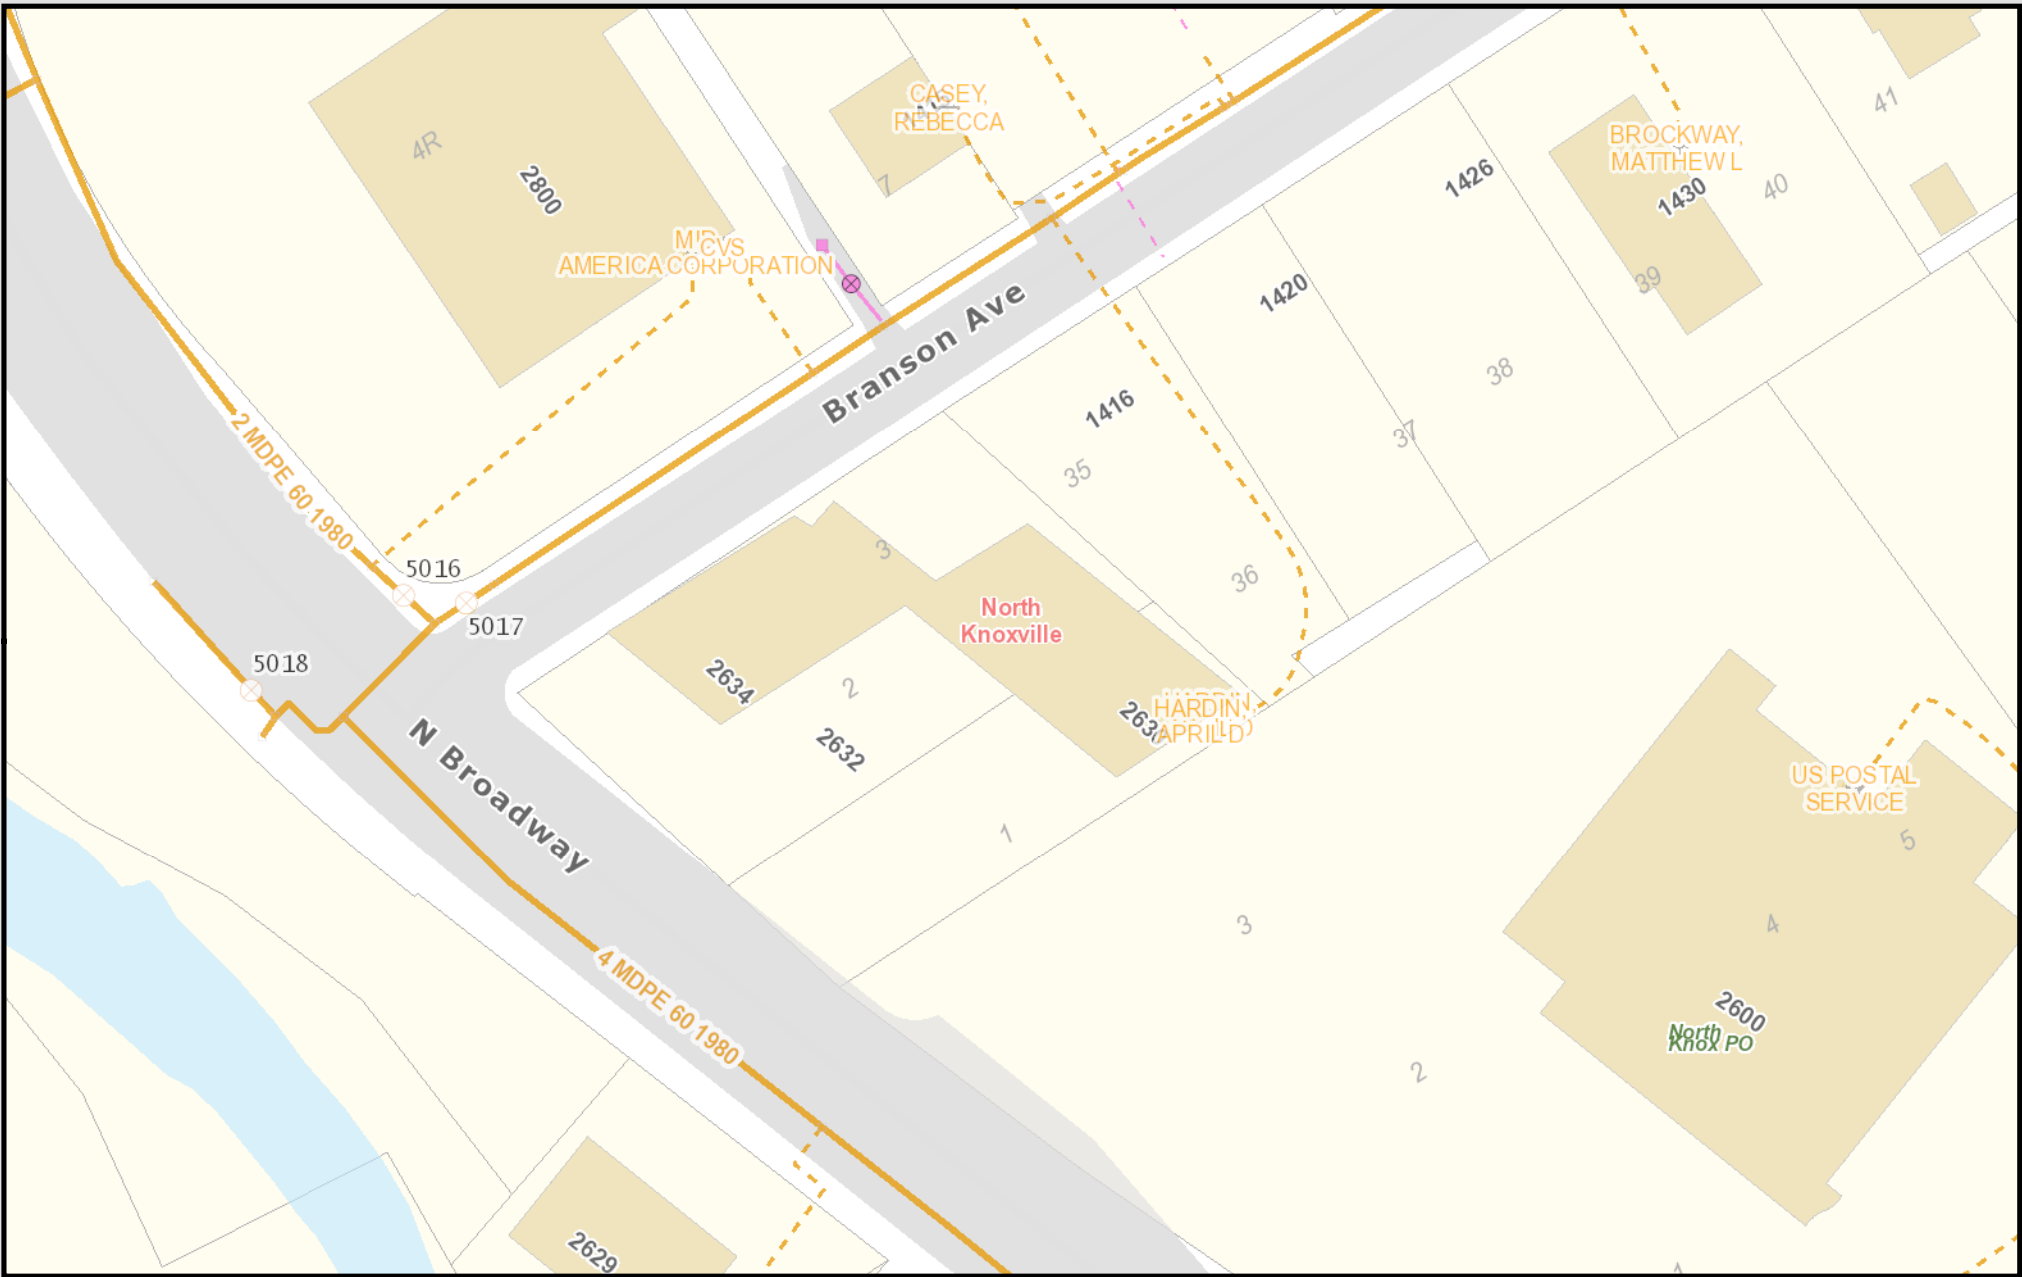 CASEY,
REBECCA
4R
7
2800
CVS
AMERICA CORPORATION
41
BROCKWAY,
MATTHEW L
1426
1430
40
39
1420
38
37
Branson Ave
1416
35
36
2 MDPE 60 1980
5016
5017
5018
3
North
Knoxville
2634
2
2632
HARDIN,
APRIL D
N Broadway
1
US POSTAL
SERVICE
5
4
3
2600
North
Knox PO
2
4 MDPE 60 1980
2629